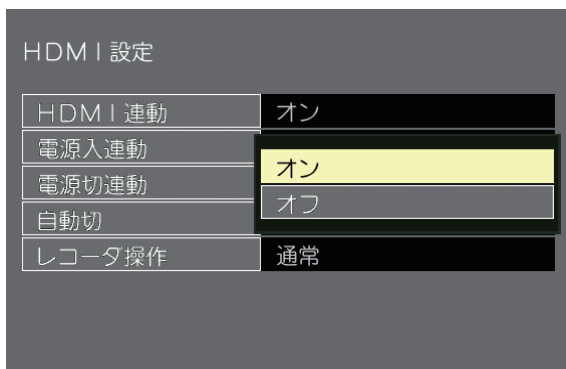 HDMI設定
HDMI連動 オン
電源入連動
オン
電源切連動
オフ
自動切
レコーダ操作 通常